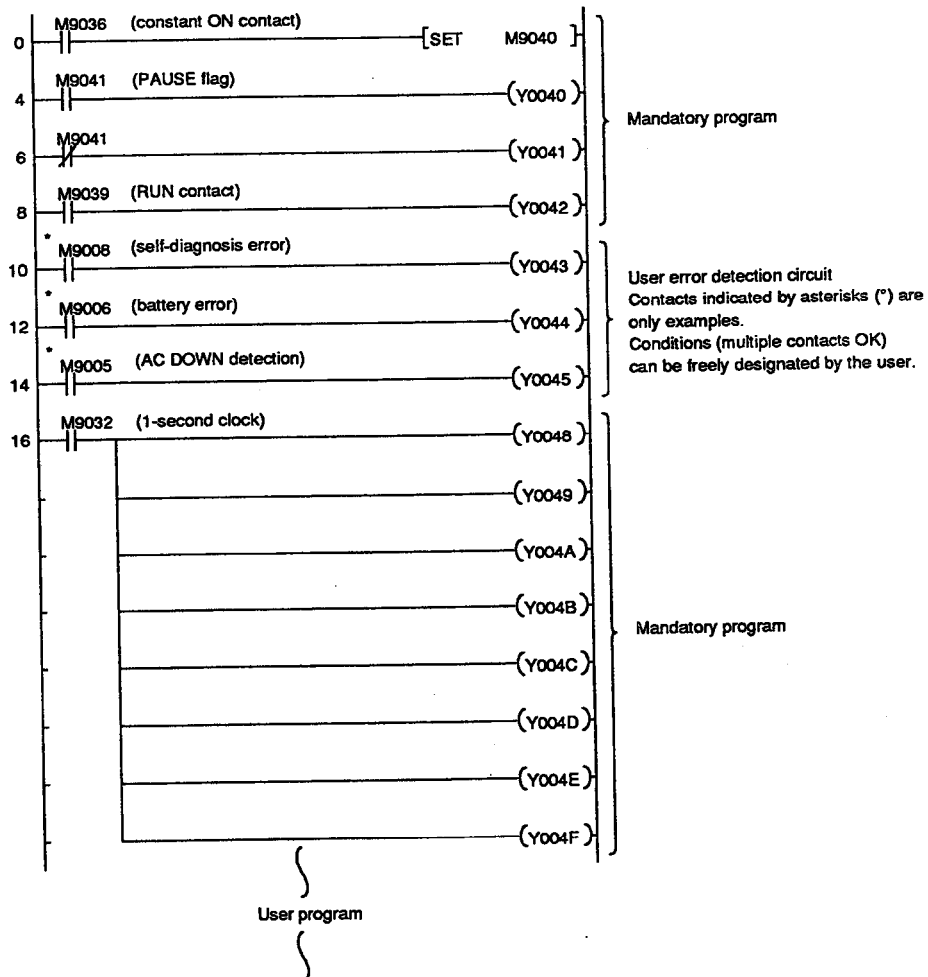 M9036 (constant ON contact)
0 [SET M9040 ]
M9041 (PAUSE flag)
4 (Y0040)
Mandatory program
M9041
6 (Y0041)
M9039 (RUN contact)
8 (Y0042)
* M9008 (self-diagnosis error)
10 (Y0043)
User error detection circuit
Contacts indicated by asterisks (*) are
only examples.
Conditions (multiple contacts OK)
can be freely designated by the user.
* M9006 (battery error)
12 (Y0044)
* M9005 (AC DOWN detection)
14 (Y0045)
M9032 (1-second clock)
16 (Y0048)
(Y0049)
(Y004A)
(Y004B)
Mandatory program
(Y004C)
(Y004D)
(Y004E)
(Y004F)
User program